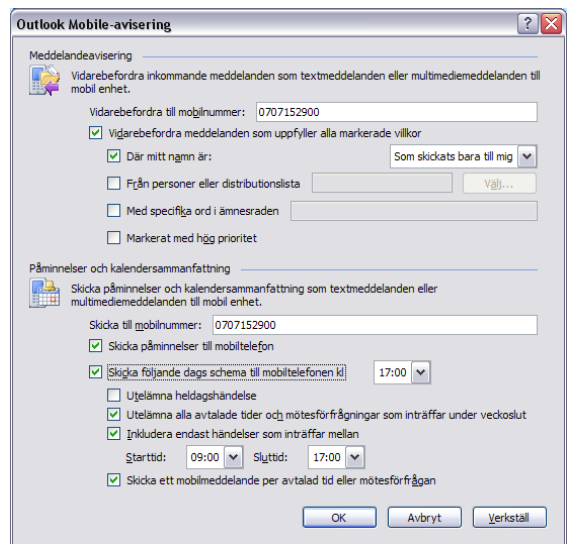 Outlook Mobile-avisering
Meddelandeavisering
Vidarebefordra inkommande meddelanden som textmeddelanden eller multimediemeddelanden till
mobil enhet.
Vidarebefordra till mobilnummer: 0707152900
Vidarebefordra meddelanden som uppfyller alla markerade villkor
Där mitt namn är: Som skickats bara till mig
Från personer eller distributionslista Välj...
Med specifika ord i ämnesraden
Markerat med hög prioritet
Påminnelser och kalendersammanfattning
Skicka påminnelser och kalendersammanfattning som textmeddelanden eller
multimediemeddelanden till mobil enhet.
Skicka till mobilnummer: 0707152900
Skicka påminnelser till mobiltelefon
Skicka följande dags schema till mobiltelefonen kl 17:00
Utelämna heldagshändelse
Utelämna alla avtalade tider och mötesförfrågningar som inträffar under veckoslut
Inkludera endast händelser som inträffar mellan
Starttid: 09:00 Sluttid: 17:00
Skicka ett mobilmeddelande per avtalad tid eller mötesförfrågan
OK Avbryt Verkställ